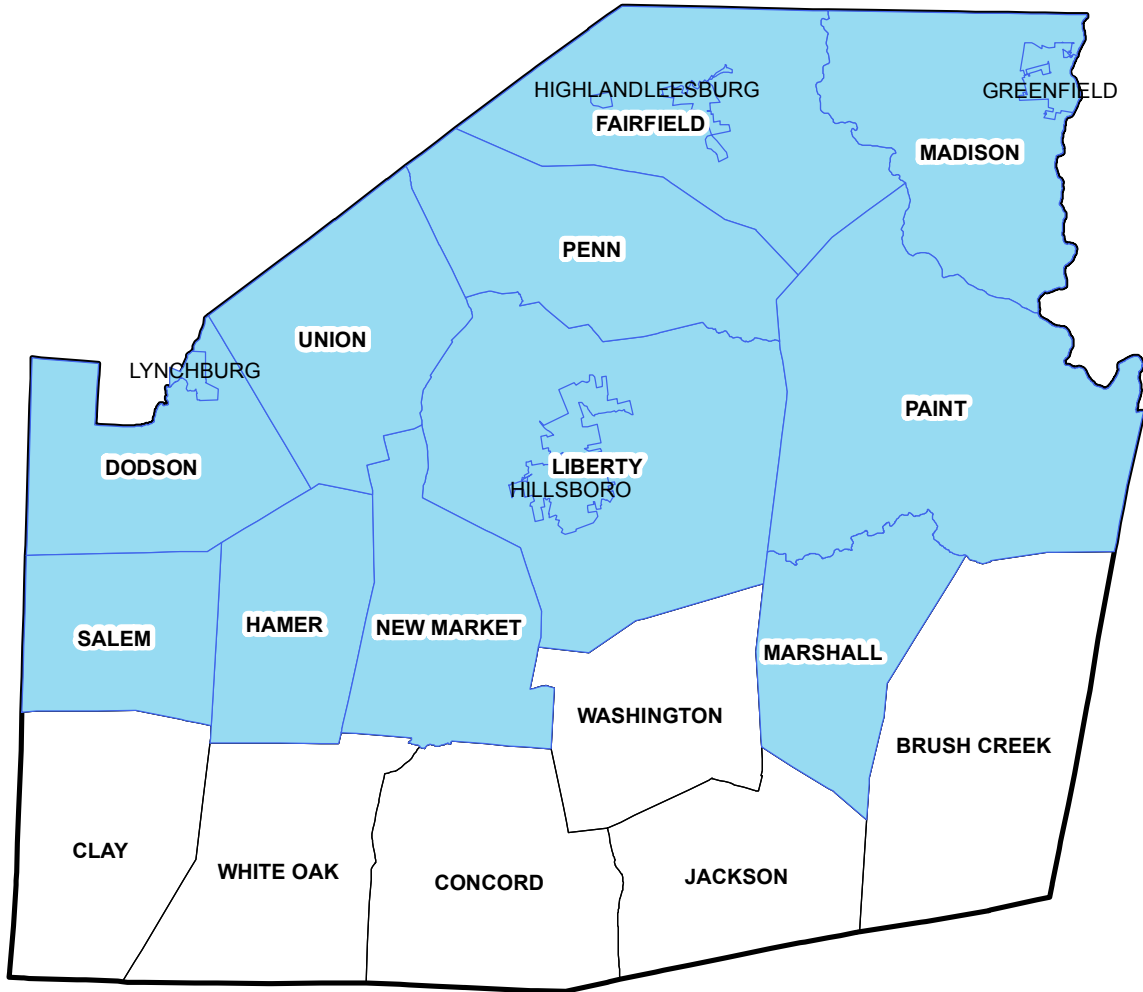 HIGHLANDLEESBURG
GREENFIELD
FAIRFIELD
MADISON
PENN
UNION
LYNCHBURG
PAINT
DODSON
LIBERTY
HILLSBORO
SALEM
HAMER
NEW MARKET
MARSHALL
WASHINGTON
BRUSH CREEK
CLAY
WHITE OAK
CONCORD
JACKSON